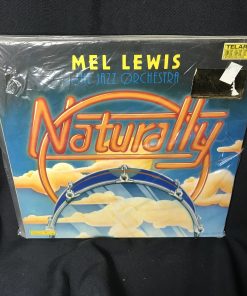 MEL LEWIS
THE JAZZ ORCHESTRA
TELARC
Naturally